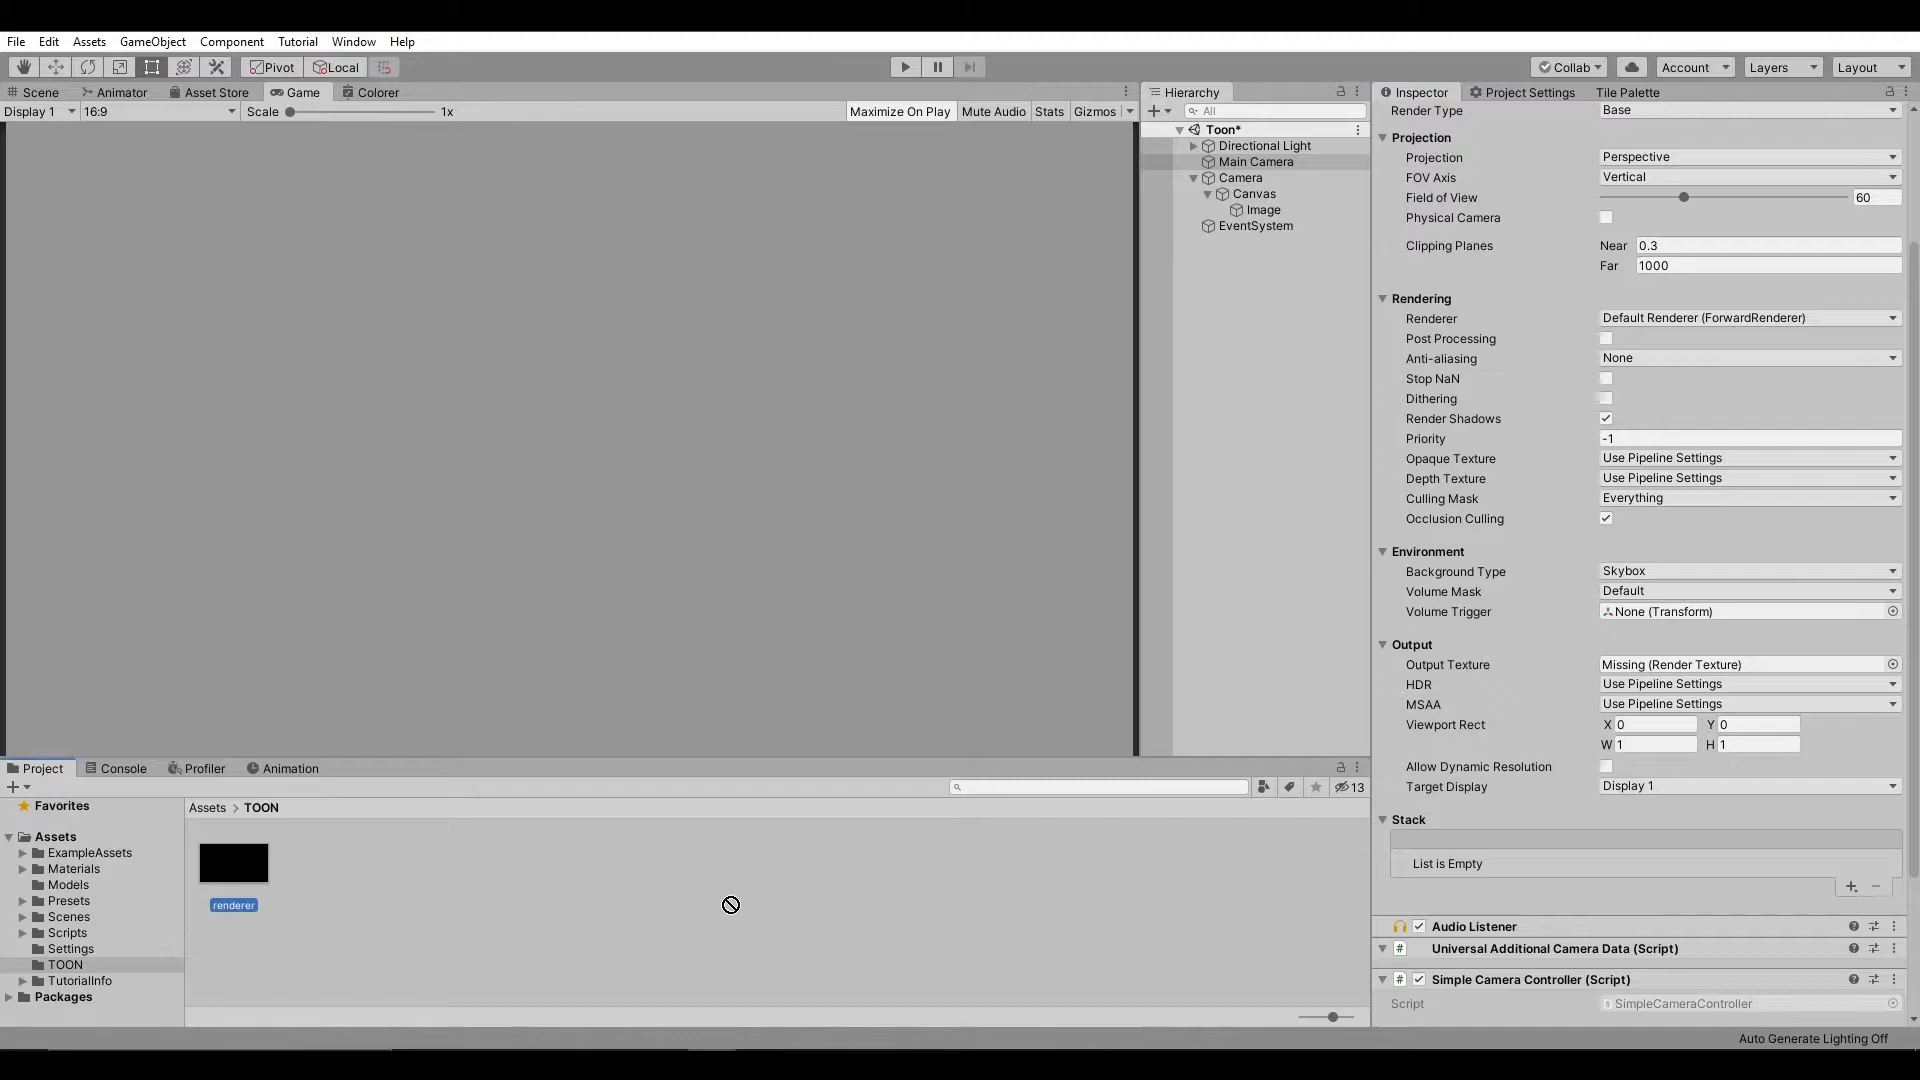 File Edit Assets GameObject Component Tutorial Window Help
Pivot Local Collab Account Layers Layout
Scene Animator Asset Store Game Colorer
Display 1 16:9 Scale 1x Maximize On Play Mute Audio Stats Gizmos
Hierarchy
All
Toon*
Directional Light
Main Camera
Camera
Canvas
Image
EventSystem
Inspector Project Settings Tile Palette
Render Type Base
Projection
Projection Perspective
FOV Axis Vertical
Field of View 60
Physical Camera
Clipping Planes Near 0.3
Far 1000
Rendering
Renderer Default Renderer (ForwardRenderer)
Post Processing
Anti-aliasing None
Stop NaN
Dithering
Render Shadows
Priority -1
Opaque Texture Use Pipeline Settings
Depth Texture Use Pipeline Settings
Culling Mask Everything
Occlusion Culling
Environment
Background Type Skybox
Volume Mask Default
Volume Trigger None (Transform)
Output
Output Texture Missing (Render Texture)
HDR Use Pipeline Settings
MSAA Use Pipeline Settings
Viewport Rect X 0 Y 0
W 1 H 1
Allow Dynamic Resolution
Target Display Display 1
Stack
List is Empty
Audio Listener
# Universal Additional Camera Data (Script)
# Simple Camera Controller (Script)
Script SimpleCameraController
Project Console Profiler Animation
13
Favorites
Assets
ExampleAssets
Materials
Models
Presets
Scenes
Scripts
Settings
TOON
TutorialInfo
Packages
Assets > TOON
renderer
Auto Generate Lighting Off